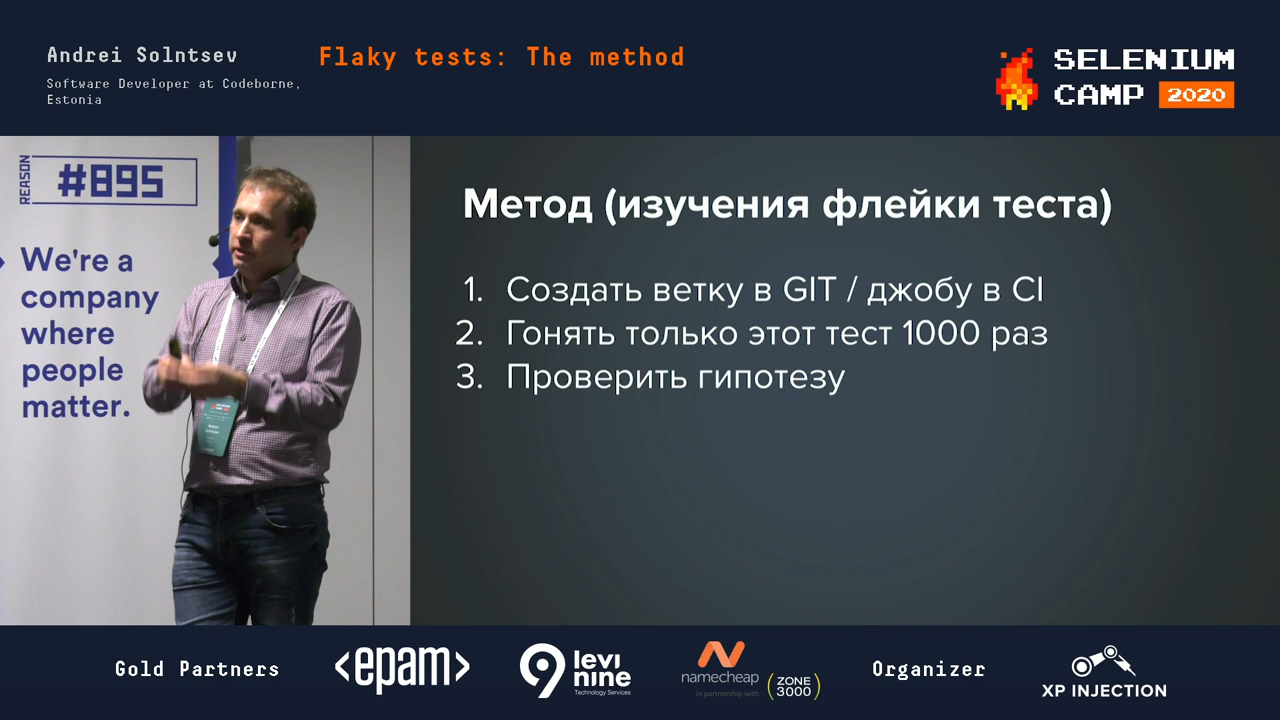 Andrei Solntsev
Software Developer at Codeborne,
Estonia
Flaky tests: The method
SELENIUM
CAMP 2020
REASON
#895
We're a
company
where
people
matter.
Метод (изучения флейки теста)
1. Создать ветку в GIT / джобу в CI
2. Гонять только этот тест 1000 раз
3. Проверить гипотезу
Gold Partners
<epam>
9 levi
nine
Technology Services
namecheap
in partnership with
ZONE
3000
Organizer
XP INJECTION